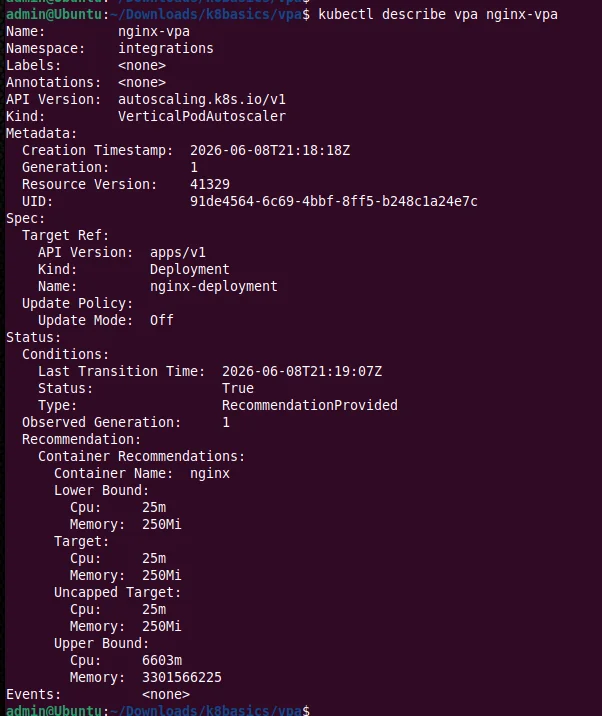 admin@Ubuntu:~/Downloads/k8basics/vpa$
admin@Ubuntu:~/Downloads/k8basics/vpa$ kubectl describe vpa nginx-vpa
Name:         nginx-vpa
Namespace:    integrations
Labels:       <none>
Annotations:  <none>
API Version:  autoscaling.k8s.io/v1
Kind:         VerticalPodAutoscaler
Metadata:
  Creation Timestamp:  2026-06-08T21:18:18Z
  Generation:          1
  Resource Version:    41329
  UID:                 91de4564-6c69-4bbf-8ff5-b248c1a24e7c
Spec:
  Target Ref:
    API Version:  apps/v1
    Kind:         Deployment
    Name:         nginx-deployment
  Update Policy:
    Update Mode:  Off
Status:
  Conditions:
    Last Transition Time:  2026-06-08T21:19:07Z
    Status:                True
    Type:                  RecommendationProvided
  Observed Generation:     1
  Recommendation:
    Container Recommendations:
      Container Name:  nginx
      Lower Bound:
        Cpu:     25m
        Memory:  250Mi
      Target:
        Cpu:     25m
        Memory:  250Mi
      Uncapped Target:
        Cpu:     25m
        Memory:  250Mi
      Upper Bound:
        Cpu:     6603m
        Memory:  3301566225
Events:          <none>
admin@Ubuntu:~/Downloads/k8basics/vpa$